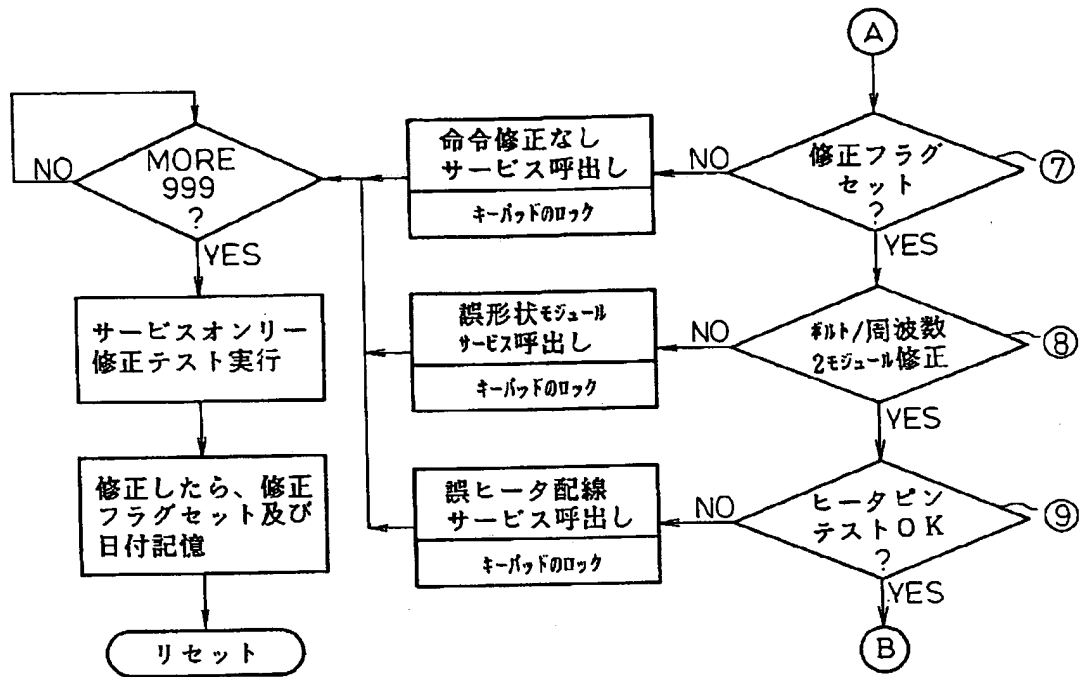 A
修正フラグ
セット
?
⑦
NO
YES
命令修正なし
サービス呼出し
キーパッドのロック
MORE
999
?
NO
YES
ボルト/周波数
2モジュール修正
⑧
NO
YES
誤形状モジュール
サービス呼出し
キーパッドのロック
サービスオンリー
修正テスト実行
ヒータピン
テストOK
?
⑨
NO
YES
誤ヒータ配線
サービス呼出し
キーパッドのロック
修正したら、修正
フラグセット及び
日付記憶
リセット
B